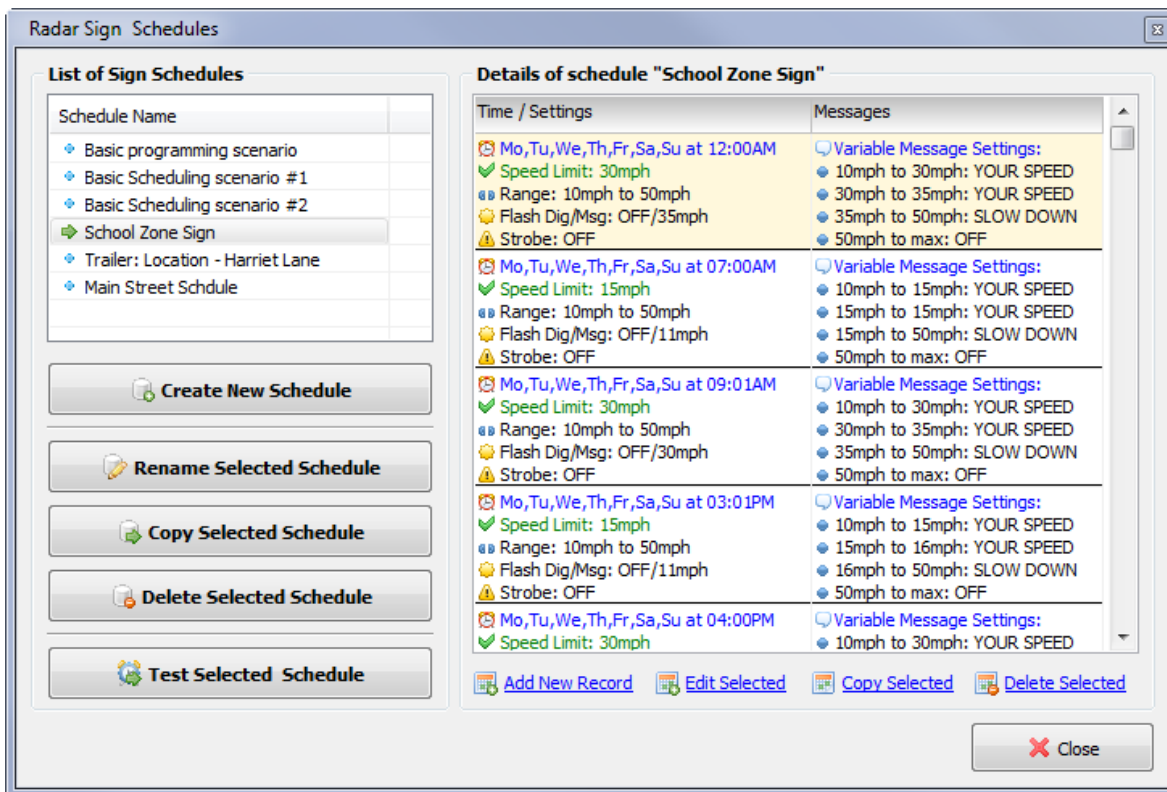 Radar Sign  Schedules
List of Sign Schedules
Schedule Name
Basic programming scenario
Basic Scheduling scenario #1
Basic Scheduling scenario #2
School Zone Sign
Trailer: Location - Harriet Lane
Main Street Schdule
Create New Schedule
Rename Selected Schedule
Copy Selected Schedule
Delete Selected Schedule
Test Selected  Schedule
Details of schedule "School Zone Sign"
Time / Settings Messages
Mo,Tu,We,Th,Fr,Sa,Su at 12:00AM Variable Message Settings:
Speed Limit: 30mph 10mph to 30mph: YOUR SPEED
Range: 10mph to 50mph 30mph to 35mph: YOUR SPEED
Flash Dig/Msg: OFF/35mph 35mph to 50mph: SLOW DOWN
Strobe: OFF 50mph to max: OFF
Mo,Tu,We,Th,Fr,Sa,Su at 07:00AM Variable Message Settings:
Speed Limit: 15mph 10mph to 15mph: YOUR SPEED
Range: 10mph to 50mph 15mph to 15mph: YOUR SPEED
Flash Dig/Msg: OFF/11mph 15mph to 50mph: SLOW DOWN
Strobe: OFF 50mph to max: OFF
Mo,Tu,We,Th,Fr,Sa,Su at 09:01AM Variable Message Settings:
Speed Limit: 30mph 10mph to 30mph: YOUR SPEED
Range: 10mph to 50mph 30mph to 35mph: YOUR SPEED
Flash Dig/Msg: OFF/30mph 35mph to 50mph: SLOW DOWN
Strobe: OFF 50mph to max: OFF
Mo,Tu,We,Th,Fr,Sa,Su at 03:01PM Variable Message Settings:
Speed Limit: 15mph 10mph to 15mph: YOUR SPEED
Range: 10mph to 50mph 15mph to 16mph: YOUR SPEED
Flash Dig/Msg: OFF/11mph 16mph to 50mph: SLOW DOWN
Strobe: OFF 50mph to max: OFF
Mo,Tu,We,Th,Fr,Sa,Su at 04:00PM Variable Message Settings:
Speed Limit: 30mph 10mph to 30mph: YOUR SPEED
Add New Record Edit Selected Copy Selected Delete Selected
Close